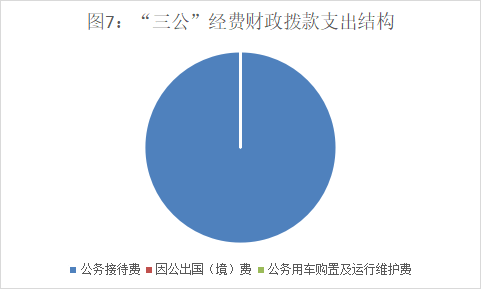 图7：“三公”经费财政拨款支出结构
公务接待费 因公出国（境）费 公务用车购置及运行维护费